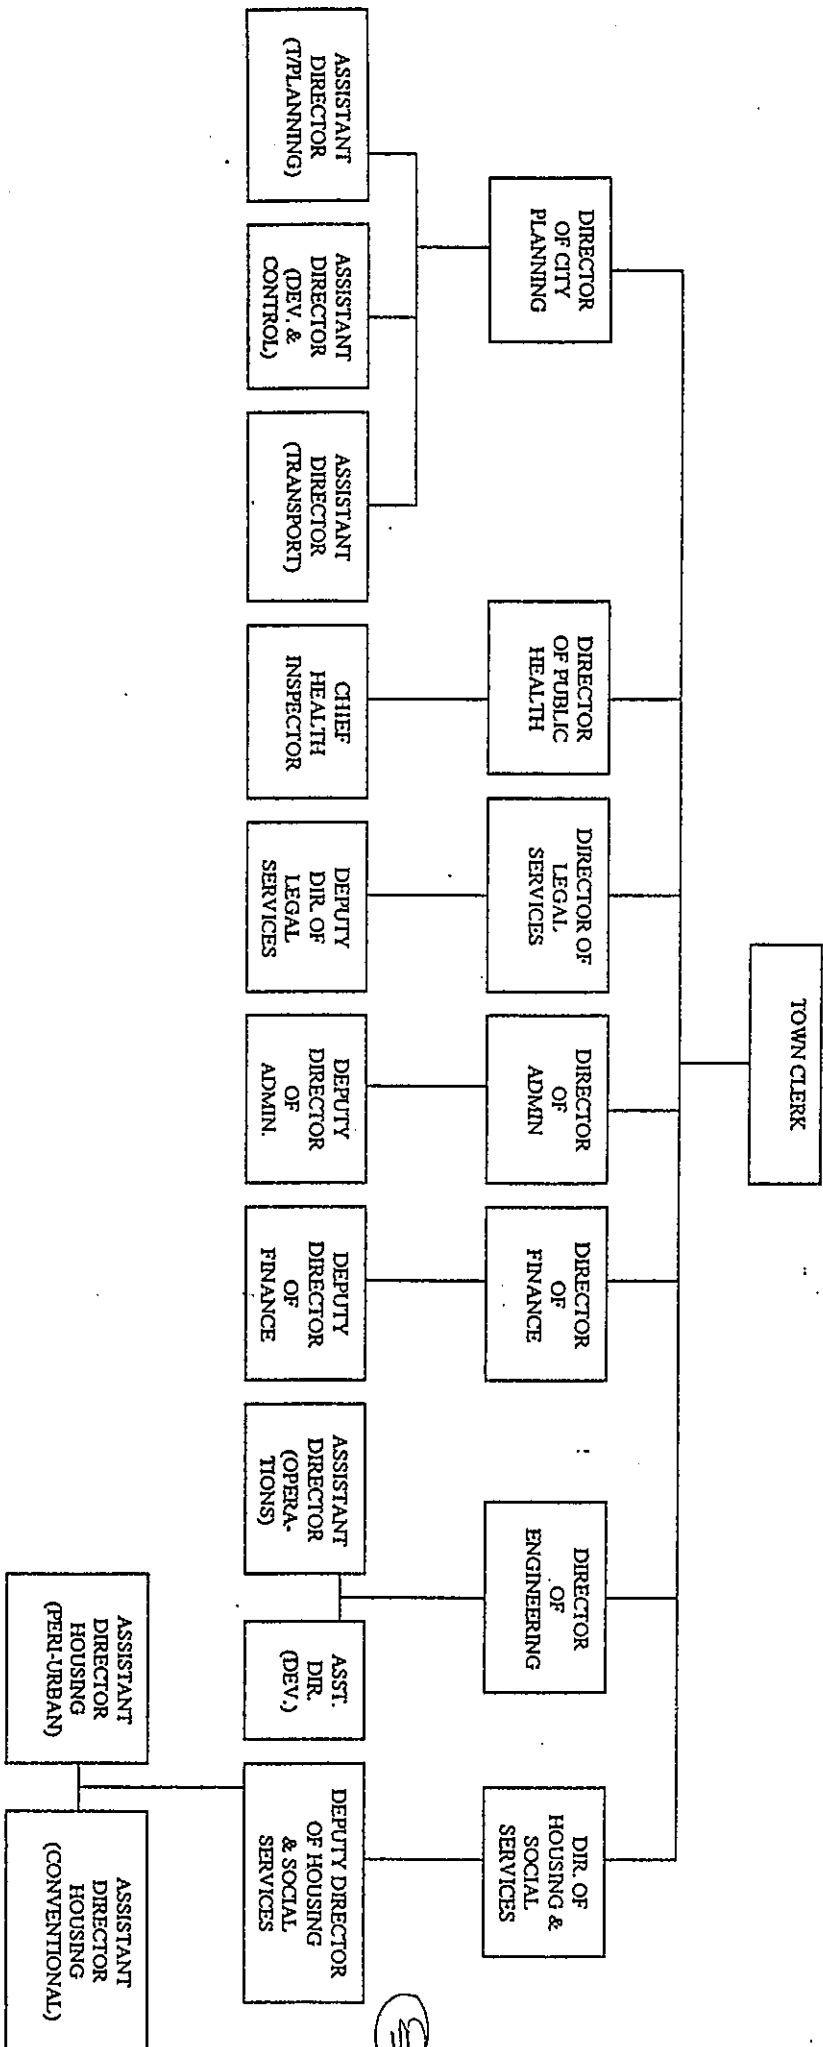 TOWN CLERK
DIRECTOR
OF CITY
PLANNING
DIRECTOR
OF PUBLIC
HEALTH
DIRECTOR OF
LEGAL
SERVICES
DIRECTOR
OF
ADMIN
DIRECTOR
OF
FINANCE
DIRECTOR
OF
ENGINEERING
DIR. OF
HOUSING &
SOCIAL
SERVICES
ASSISTANT
DIRECTOR
(T/PLANNING)
ASSISTANT
DIRECTOR
(DEV. &
CONTROL)
ASSISTANT
DIRECTOR
(TRANSPORT)
CHIEF
HEALTH
INSPECTOR
DEPUTY
DIR. OF
LEGAL
SERVICES
DEPUTY
DIRECTOR
OF
ADMIN.
DEPUTY
DIRECTOR
OF
FINANCE
ASSISTANT
DIRECTOR
(OPERA-
TIONS)
ASST.
DIR.
(DEV.)
DEPUTY DIRECTOR
OF HOUSING
& SOCIAL
SERVICES
ASSISTANT
DIRECTOR
HOUSING
(PERI-URBAN)
ASSISTANT
DIRECTOR
HOUSING
(CONVENTIONAL)